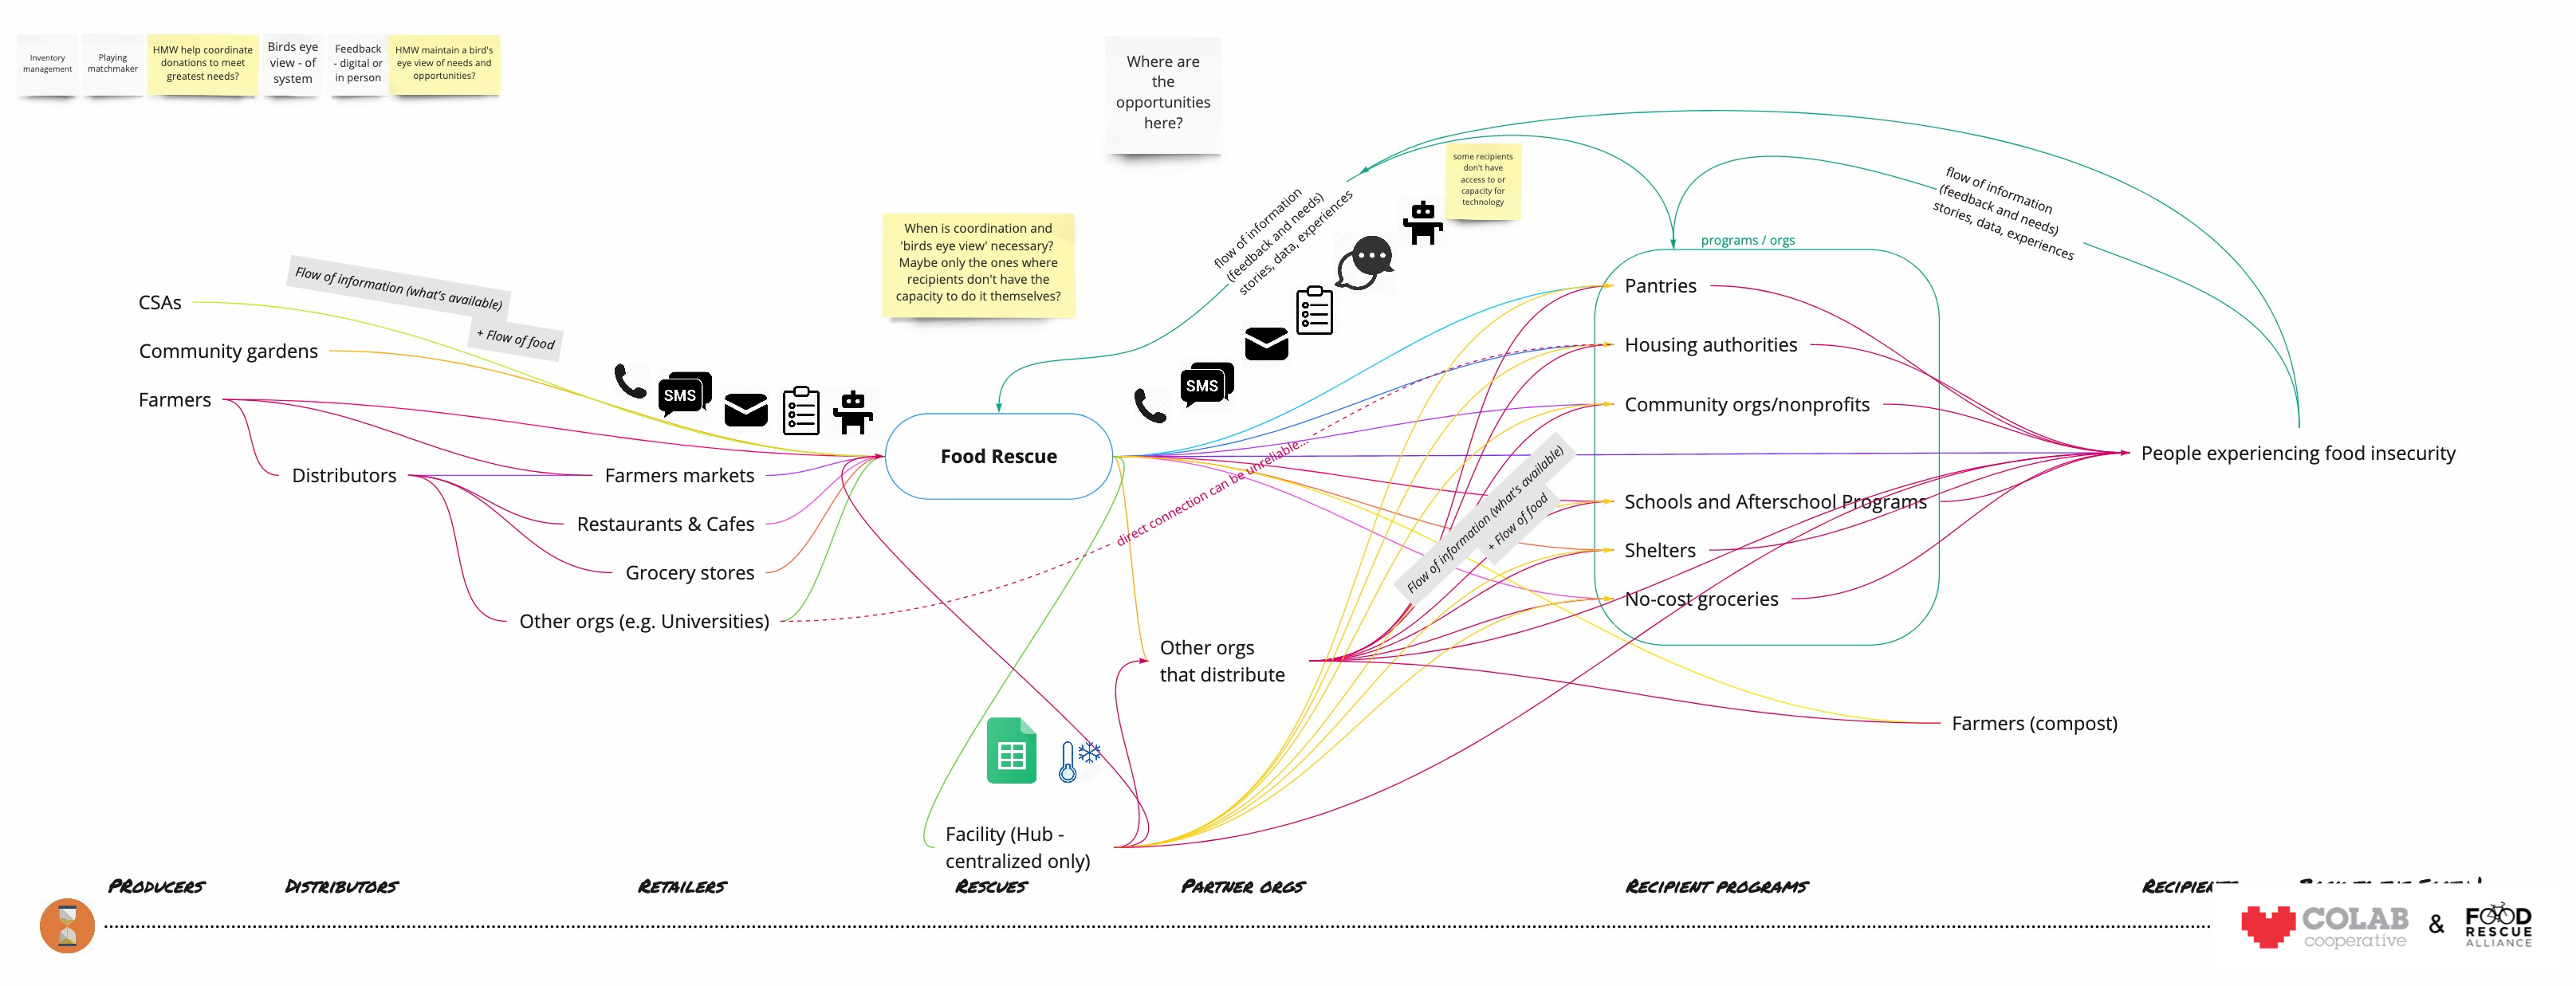 Inventory
management
Playing
matchmaker
HMW help coordinate
donations to meet
greatest needs?
Birds eye
view - of
system
Feedback
- digital or
in person
HMW maintain a bird's
eye view of needs and
opportunities?
Where are
the
opportunities
here?
some recipients
don't have
access to or
capacity for
technology
When is coordination and
'birds eye view' necessary?
Maybe only the ones where
recipients don't have the
capacity to do it themselves?
flow of information
(feedback and needs)
stories, data, experiences
flow of information
(feedback and needs)
stories, data, experiences
programs / orgs
Flow of information (what's available)
+ Flow of food
CSAs
Community gardens
Farmers
Distributors
Farmers markets
Restaurants & Cafes
Grocery stores
Other orgs (e.g. Universities)
SMS
SMS
Food Rescue
direct connection can be unreliable...
Flow of information (what's available)
+ Flow of food
Pantries
Housing authorities
Community orgs/nonprofits
Schools and Afterschool Programs
Shelters
No-cost groceries
People experiencing food insecurity
Other orgs
that distribute
Farmers (compost)
Facility (Hub -
centralized only)
PRODUCERS
DISTRIBUTORS
RETAILERS
RESCUES
PARTNER ORGS
RECIPIENT PROGRAMS
COLAB
cooperative
&
FOOD
RESCUE
ALLIANCE